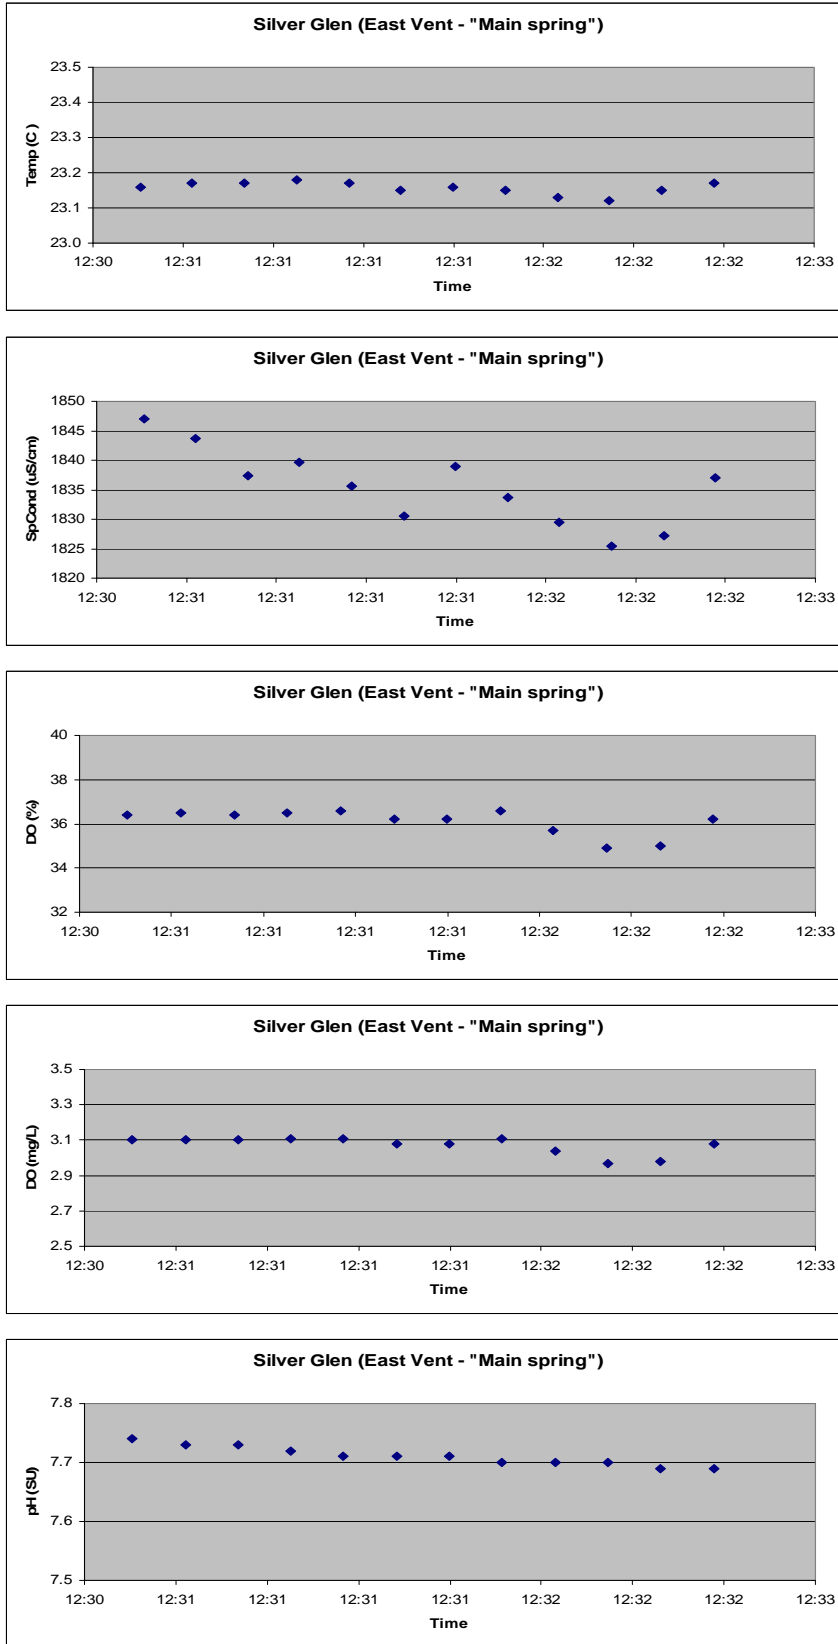 Silver Glen (East Vent - "Main spring")
23.5
23.4
23.3
23.2
23.1
23.0
Temp (C )
12:30 12:31 12:31 12:31 12:31 12:32 12:32 12:32 12:33
Time
Silver Glen (East Vent - "Main spring")
1850
1845
1840
1835
1830
1825
1820
SpCond (uS/cm)
12:30 12:31 12:31 12:31 12:31 12:32 12:32 12:32 12:33
Time
Silver Glen (East Vent - "Main spring")
40
38
36
34
32
DO (%)
12:30 12:31 12:31 12:31 12:31 12:32 12:32 12:32 12:33
Time
Silver Glen (East Vent - "Main spring")
3.5
3.3
3.1
2.9
2.7
2.5
DO (mg/L)
12:30 12:31 12:31 12:31 12:31 12:32 12:32 12:32 12:33
Time
Silver Glen (East Vent - "Main spring")
7.8
7.7
7.6
7.5
pH (SU)
12:30 12:31 12:31 12:31 12:31 12:32 12:32 12:32 12:33
Time